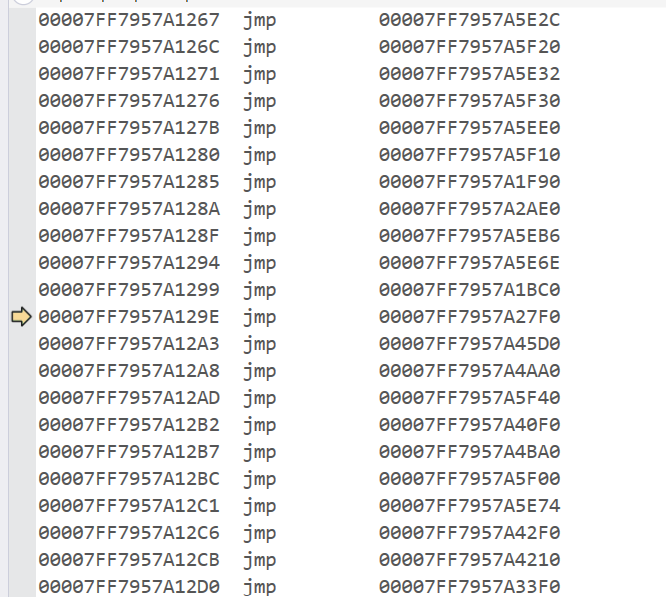 00007FF7957A1267 jmp 00007FF7957A5E2C
00007FF7957A126C jmp 00007FF7957A5F20
00007FF7957A1271 jmp 00007FF7957A5E32
00007FF7957A1276 jmp 00007FF7957A5F30
00007FF7957A127B jmp 00007FF7957A5EE0
00007FF7957A1280 jmp 00007FF7957A5F10
00007FF7957A1285 jmp 00007FF7957A1F90
00007FF7957A128A jmp 00007FF7957A2AE0
00007FF7957A128F jmp 00007FF7957A5EB6
00007FF7957A1294 jmp 00007FF7957A5E6E
00007FF7957A1299 jmp 00007FF7957A1BC0
00007FF7957A129E jmp 00007FF7957A27F0
00007FF7957A12A3 jmp 00007FF7957A45D0
00007FF7957A12A8 jmp 00007FF7957A4AA0
00007FF7957A12AD jmp 00007FF7957A5F40
00007FF7957A12B2 jmp 00007FF7957A40F0
00007FF7957A12B7 jmp 00007FF7957A4BA0
00007FF7957A12BC jmp 00007FF7957A5F00
00007FF7957A12C1 jmp 00007FF7957A5E74
00007FF7957A12C6 jmp 00007FF7957A42F0
00007FF7957A12CB jmp 00007FF7957A4210
00007FF7957A12D0 jmp 00007FF7957A33F0